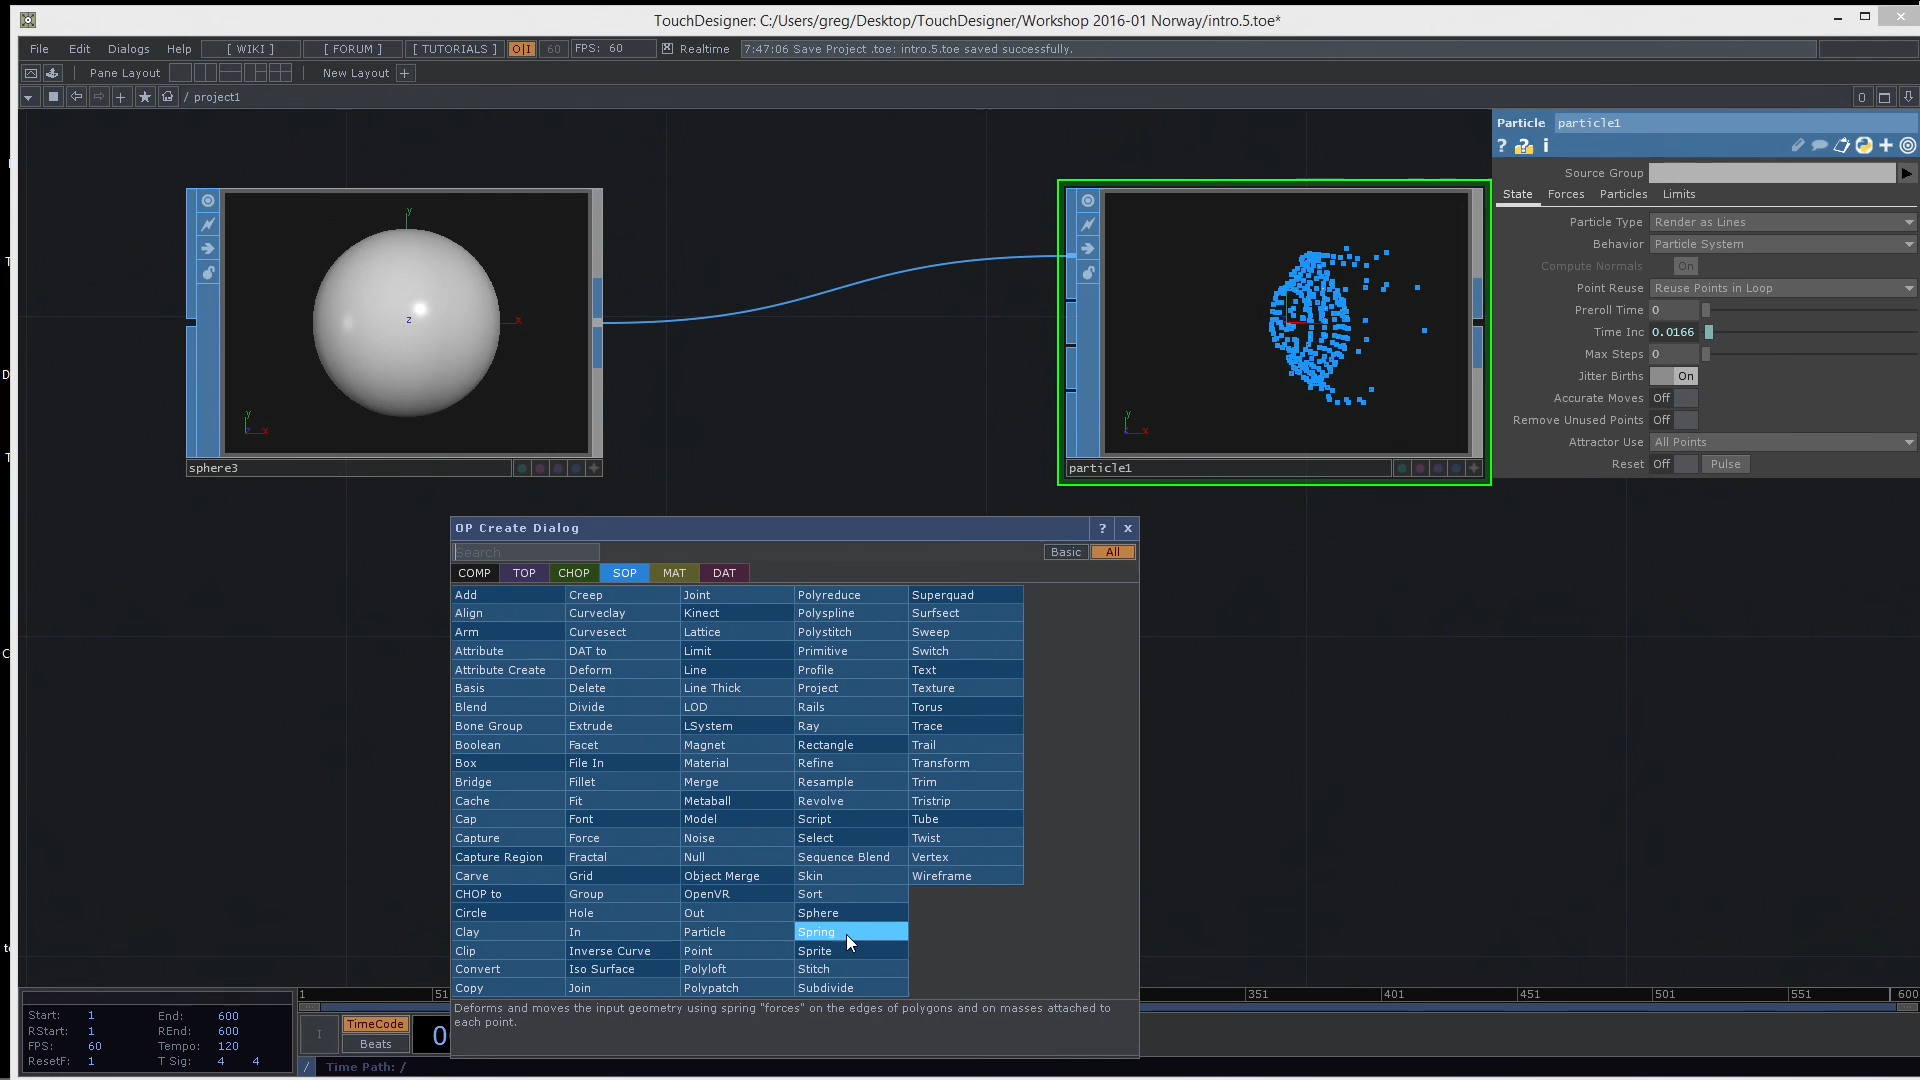 TouchDesigner: C:/Users/greg/Desktop/TouchDesigner/Workshop 2016-01 Norway/intro.5.toe*
File Edit Dialogs Help [ WIKI ] [ FORUM ] [ TUTORIALS ] O|I 60 FPS: 60 Realtime 7:47:06 Save Project .toe: intro.5.toe saved successfully.
Pane Layout New Layout +
/ project1 0
Particle particle1
? ? i
Source Group
State Forces Particles Limits
Particle Type Render as Lines
Behavior Particle System
Compute Normals On
Point Reuse Reuse Points in Loop
Preroll Time 0
Time Inc 0.0166
Max Steps 0
Jitter Births On
Accurate Moves Off
Remove Unused Points Off
Attractor Use All Points
Reset Off Pulse
y
z x
y
x
sphere3
y
x
particle1
OP Create Dialog ? x
Search Basic All
COMP TOP CHOP SOP MAT DAT
Add Creep Joint Polyreduce Superquad
Align Curveclay Kinect Polyspline Surfsect
Arm Curvesect Lattice Polystitch Sweep
Attribute DAT to Limit Primitive Switch
Attribute Create Deform Line Profile Text
Basis Delete Line Thick Project Texture
Blend Divide LOD Rails Torus
Bone Group Extrude LSystem Ray Trace
Boolean Facet Magnet Rectangle Trail
Box File In Material Refine Transform
Bridge Fillet Merge Resample Trim
Cache Fit Metaball Revolve Tristrip
Cap Font Model Script Tube
Capture Force Noise Select Twist
Capture Region Fractal Null Sequence Blend Vertex
Carve Grid Object Merge Skin Wireframe
CHOP to Group OpenVR Sort
Circle Hole Out Sphere
Clay In Particle Spring
Clip Inverse Curve Point Sprite
Convert Iso Surface Polyloft Stitch
Copy Join Polypatch Subdivide
Deforms and moves the input geometry using spring "forces" on the edges of polygons and on masses attached to
each point.
1 51 351 401 451 501 551 600
Start: 1 End: 600
RStart: 1 REnd: 600
FPS: 60 Tempo: 120
ResetF: 1 T Sig: 4 4
I TimeCode
Beats
/ Time Path: /